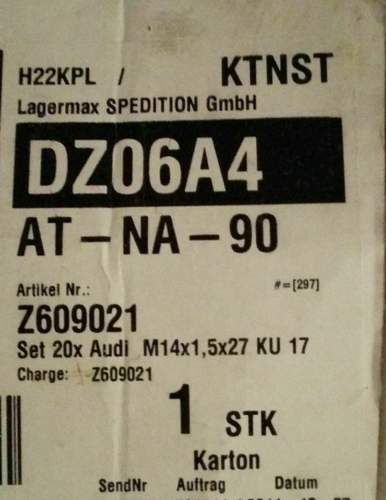 H22KPL / KTNST
Lagermax SPEDITION GmbH
DZ06A4
AT-NA-90
Artikel Nr.: #=[297]
Z609021
Set 20x Audi M14x1,5x27 KU 17
Charge: Z609021
1 STK
Karton
SendNr Auftrag Datum